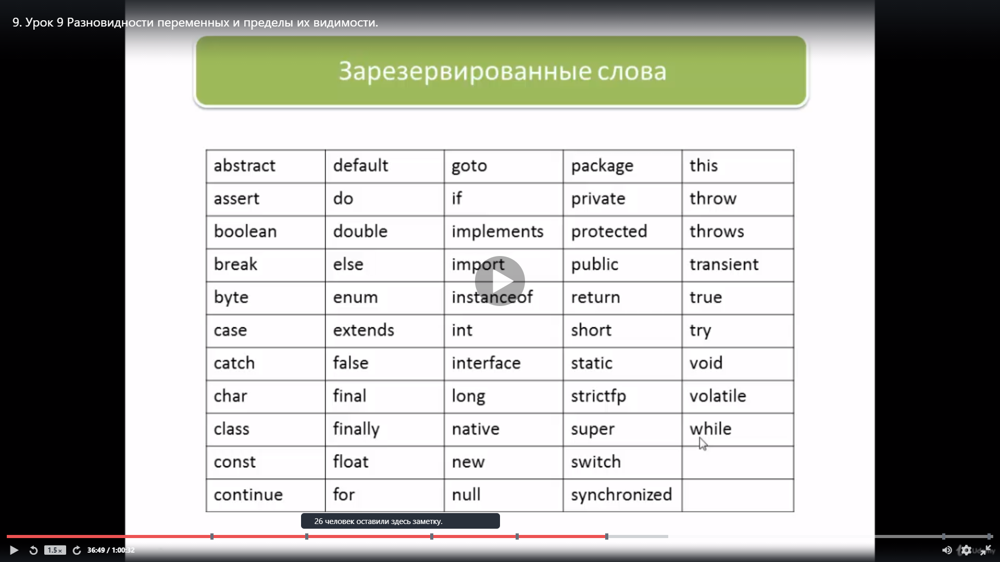 9. Урок 9 Разновидности переменных и пределы их видимости.
Зарезервированные слова
abstract default goto package this
assert do if private throw
boolean double implements protected throws
break else import public transient
byte enum instanceof return true
case extends int short try
catch false interface static void
char final long strictfp volatile
class finally native super while
const float new switch
continue for null synchronized
26 человек оставили здесь заметку.
1.5× 36:49 / 1:00:32